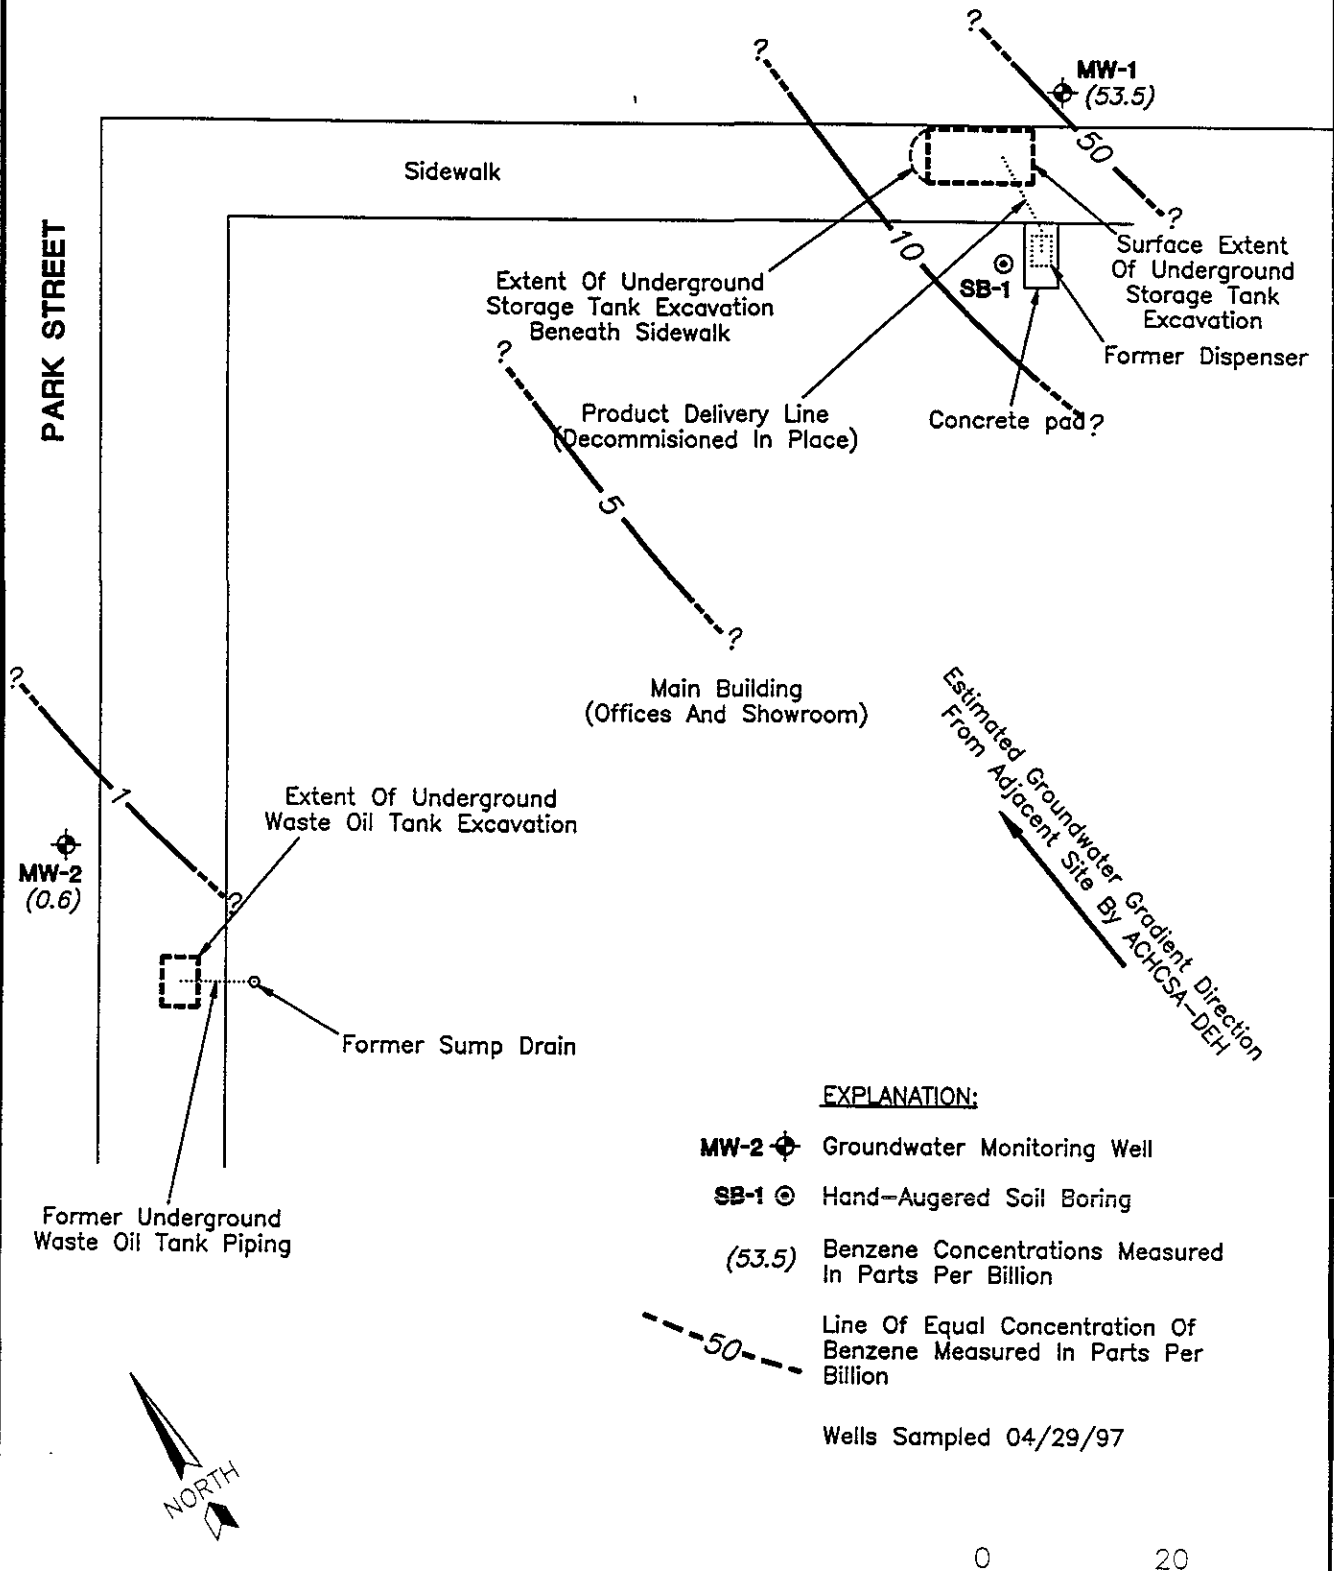 ?
?
MW-1
(53.5)
50
?
Sidewalk
PARK STREET
10
Extent Of Underground
Storage Tank Excavation
Beneath Sidewalk
SB-1
Surface Extent
Of Underground
Storage Tank
Excavation
Former Dispenser
?
Product Delivery Line
(Decommisioned In Place)
Concrete pad
?
5
?
Main Building
(Offices And Showroom)
Estimated Groundwater Gradient Direction
From Adjacent Site By ACHCSA-DEH
?
1
Extent Of Underground
Waste Oil Tank Excavation
MW-2
(0.6)
?
Former Sump Drain
Former Underground
Waste Oil Tank Piping
EXPLANATION:
MW-2 Groundwater Monitoring Well
SB-1 Hand-Augered Soil Boring
(53.5) Benzene Concentrations Measured
In Parts Per Billion
50 Line Of Equal Concentration Of
Benzene Measured In Parts Per
Billion
Wells Sampled 04/29/97
NORTH
0 20